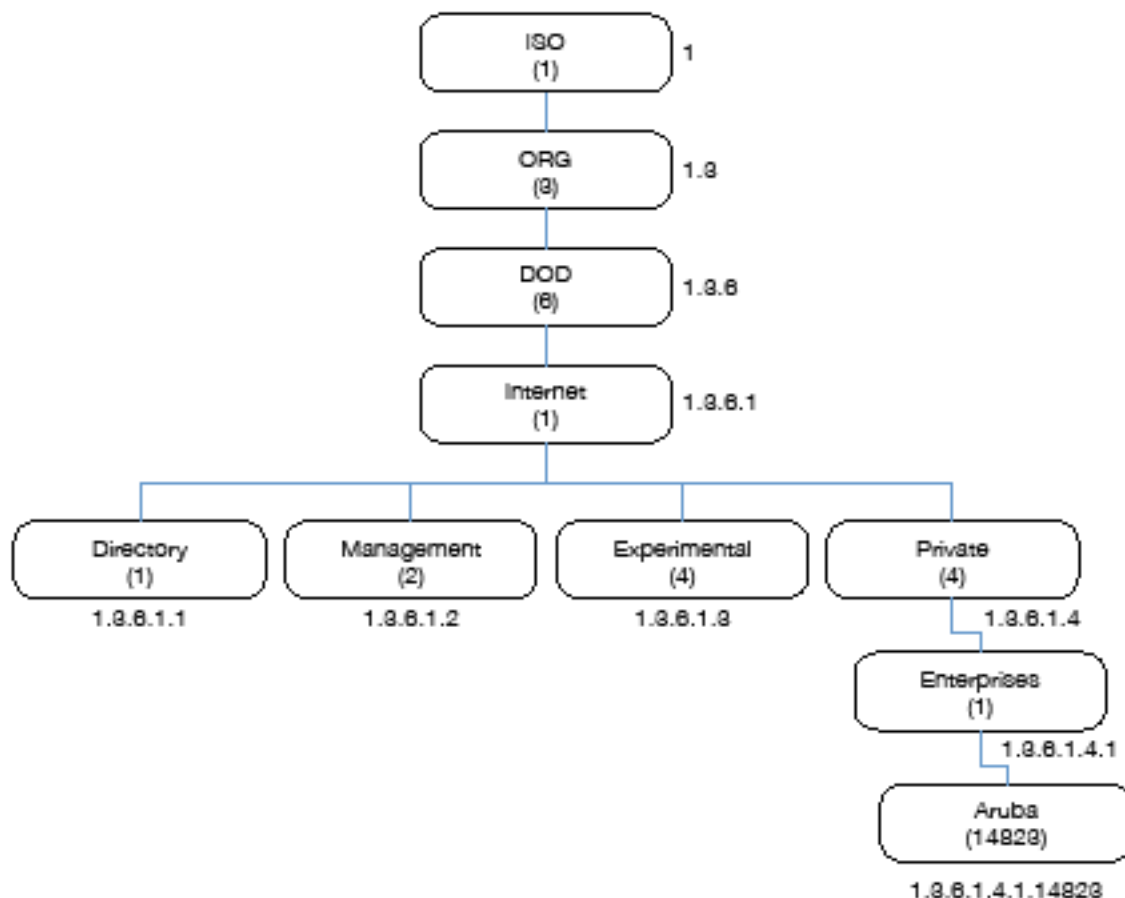 ISO
(1)
1
ORG
(3)
1.3
DOD
(6)
1.3.6
Internet
(1)
1.3.6.1
Directory
(1)
1.3.6.1.1
Management
(2)
1.3.6.1.2
Experimental
(4)
1.3.6.1.3
Private
(4)
1.3.6.1.4
Enterprises
(1)
1.3.6.1.4.1
Aruba
(14823)
1.3.6.1.4.1.14823